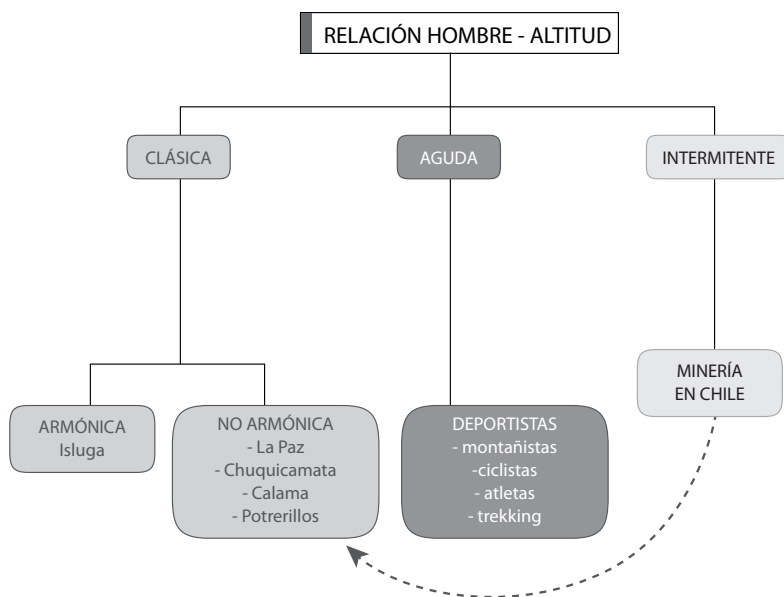 RELACIÓN HOMBRE - ALTITUD
CLÁSICA
AGUDA
INTERMITENTE
MINERÍA
EN CHILE
ARMÓNICA
Isluga
NO ARMÓNICA
- La Paz
- Chuquicamata
- Calama
- Potrerillos
DEPORTISTAS
- montañistas
-ciclistas
- atletas
- trekking